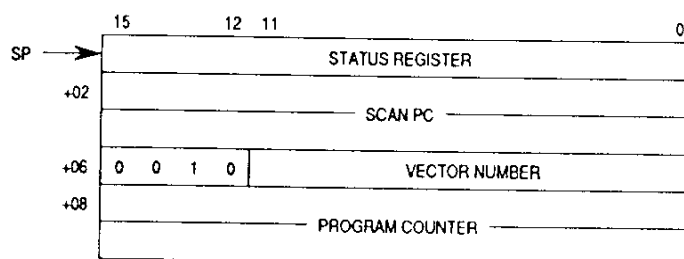 15 12 11 0
SP STATUS REGISTER
+02
SCAN PC
+06 0 0 1 0 VECTOR NUMBER
+08
PROGRAM COUNTER